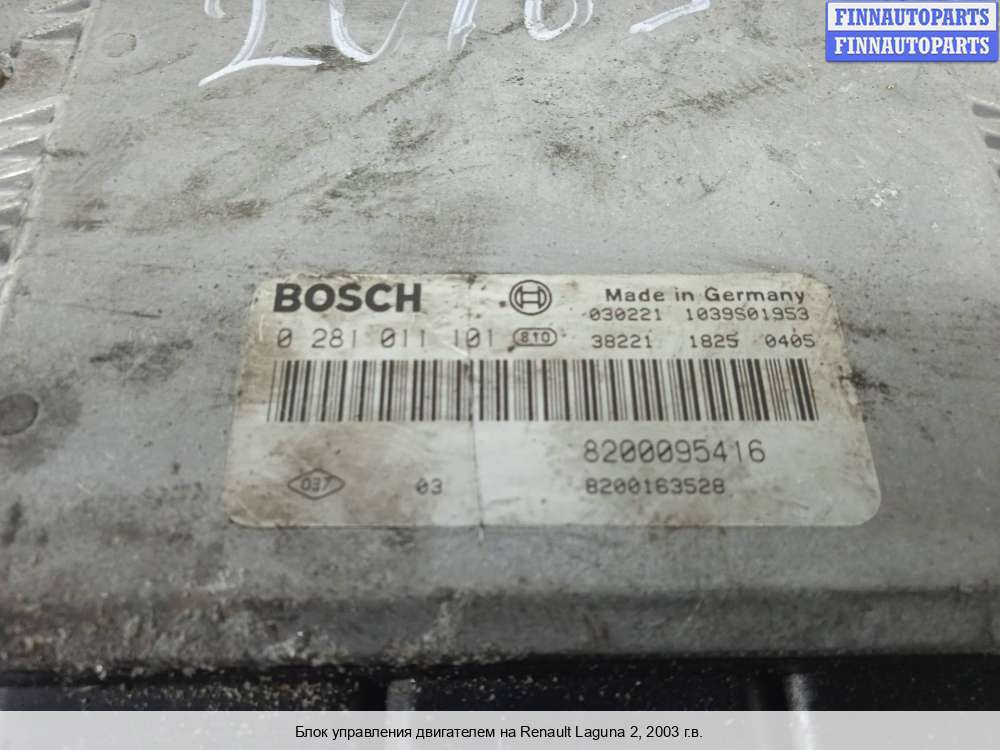 FINNAUTOPARTS
FINNAUTOPARTS
BOSCH
Made in Germany
030221 1039S01953
0 281 011 101 810
38221 1825 0405
8200095416
037 03 8200163528
Блок управления двигателем на Renault Laguna 2, 2003 г.в.